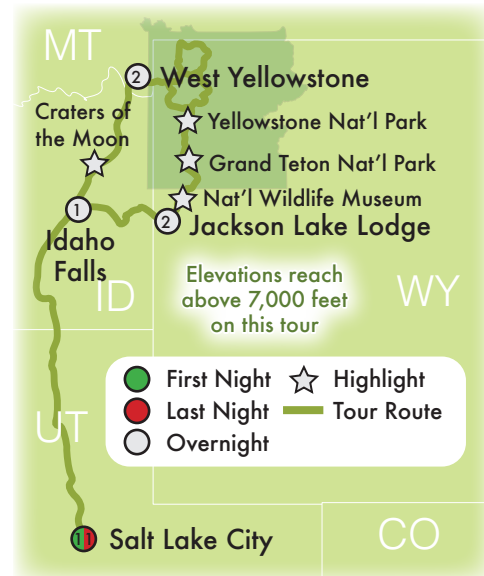 MT
2 West Yellowstone
Craters of
the Moon
Yellowstone Nat’l Park
Grand Teton Nat’l Park
Nat’l Wildlife Museum
1
2 Jackson Lake Lodge
Idaho
Falls
ID
WY
Elevations reach
above 7,000 feet
on this tour
First Night
Highlight
Last Night
Tour Route
Overnight
UT
11 Salt Lake City
CO